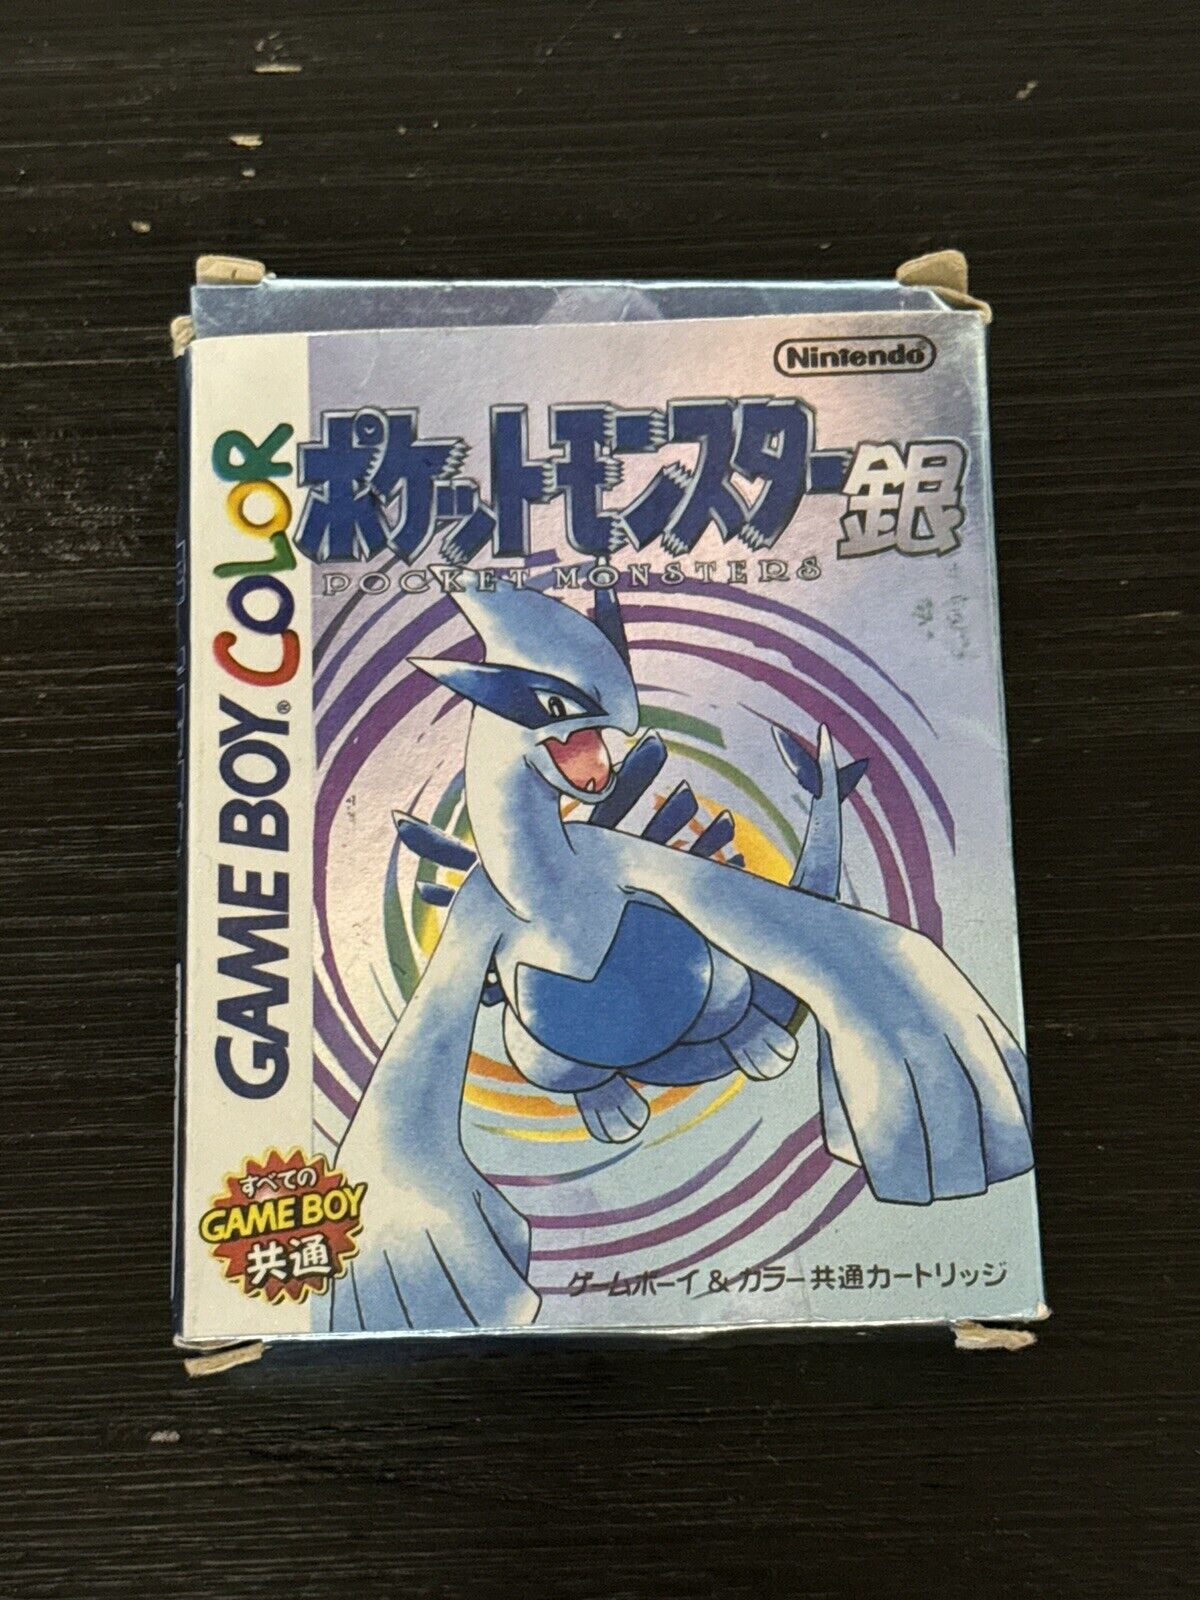 Nintendo
ポケットモンスター銀
POCKET MONSTERS
GAME BOY® COLOR
すべての
GAME BOY
共通
ゲームボーイ & カラー共通カートリッジ